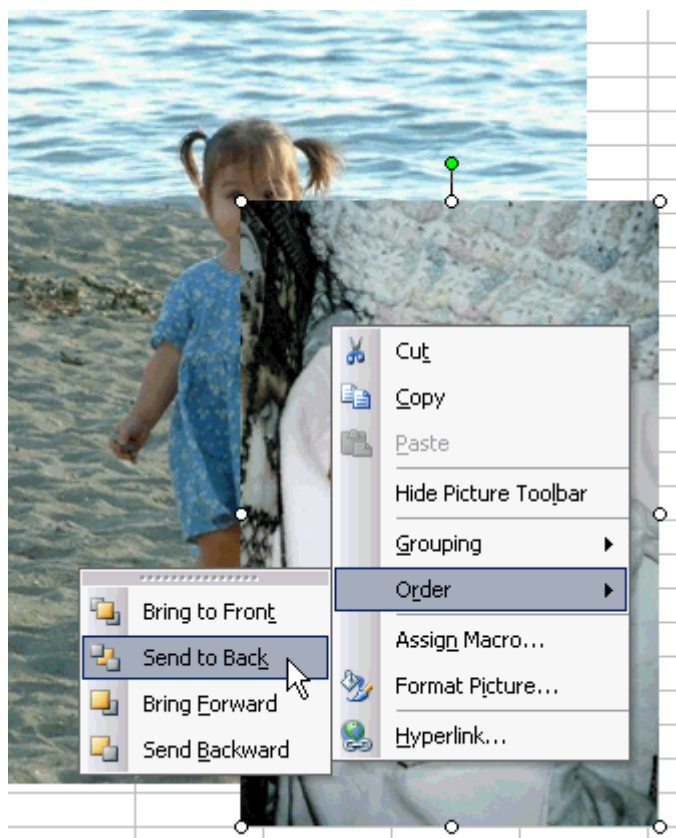 Cut
Copy
Paste
Hide Picture Toolbar
Grouping
Order
Assign Macro...
Format Picture...
Hyperlink...
Bring to Front
Send to Back
Bring Forward
Send Backward